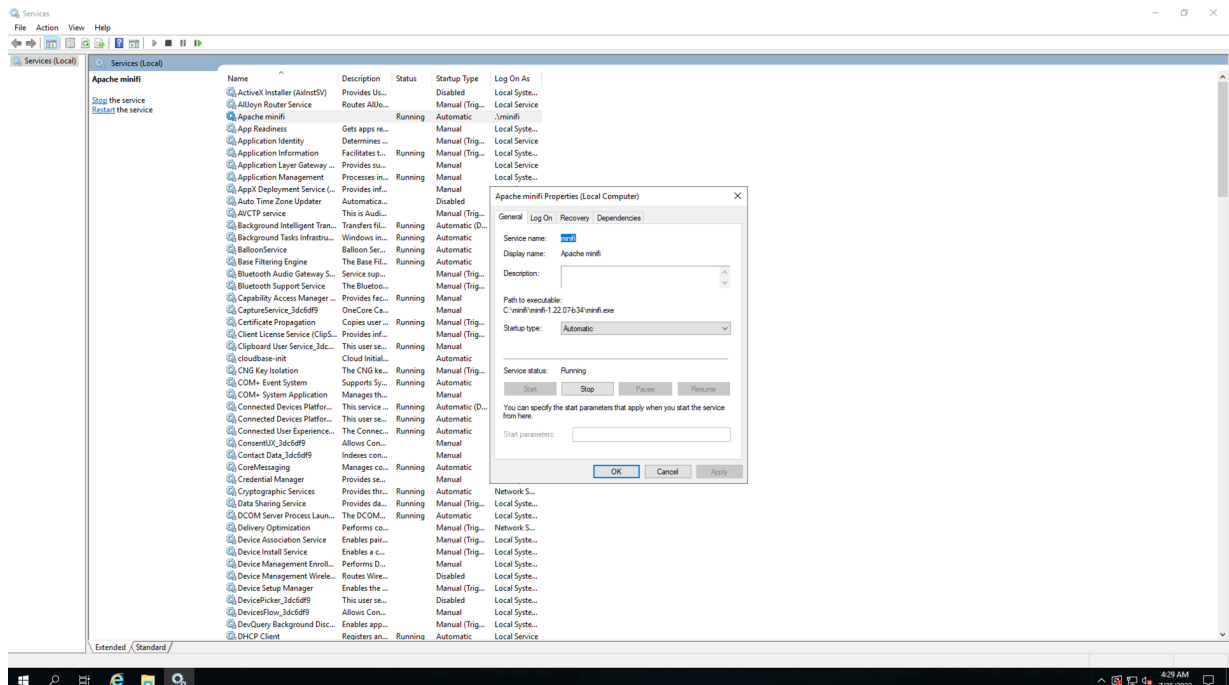 Services
File Action View Help
Services (Local)
Services (Local)
Apache minifi
Stop the service
Restart the service
Name Description Status Startup Type Log On As
ActiveX Installer (AxInstSV) Provides Us... Disabled Local Syste...
AllJoyn Router Service Routes AllJo... Manual (Trig... Local Service
Apache minifi Running Automatic .\minifi
App Readiness Gets apps re... Manual Local Syste...
Application Identity Determines ... Manual (Trig... Local Service
Application Information Facilitates t... Running Manual (Trig... Local Syste...
Application Layer Gateway ... Provides su... Manual Local Service
Application Management Processes in... Running Manual Local Syste...
AppX Deployment Service (... Provides inf... Manual
Auto Time Zone Updater Automatica... Disabled
AVCTP service This is Audi... Manual (Trig...
Background Intelligent Tran... Transfers fil... Running Automatic (D...
Background Tasks Infrastru... Windows in... Running Automatic
BalloonService Balloon Ser... Running Automatic
Base Filtering Engine The Base Fil... Running Automatic
Bluetooth Audio Gateway S... Service sup... Manual (Trig...
Bluetooth Support Service The Bluetoo... Manual (Trig...
Capability Access Manager ... Provides fac... Running Manual
CaptureService_3dc6df9 OneCore Ca... Manual
Certificate Propagation Copies user ... Running Manual (Trig...
Client License Service (ClipS... Provides inf... Manual (Trig...
Clipboard User Service_3dc... This user se... Running Manual
cloudbase-init Cloud Initial... Automatic
CNG Key Isolation The CNG ke... Running Manual (Trig...
COM+ Event System Supports Sy... Running Automatic
COM+ System Application Manages th... Manual
Connected Devices Platfor... This service ... Running Automatic (D...
Connected Devices Platfor... This user se... Running Automatic
Connected User Experience... The Connec... Running Automatic
ConsentUX_3dc6df9 Allows Con... Manual
Contact Data_3dc6df9 Indexes con... Manual
CoreMessaging Manages co... Running Automatic
Credential Manager Provides se... Manual
Cryptographic Services Provides thr... Running Automatic Network S...
Data Sharing Service Provides da... Running Manual (Trig... Local Syste...
DCOM Server Process Laun... The DCOM... Running Automatic Local Syste...
Delivery Optimization Performs co... Manual (Trig... Network S...
Device Association Service Enables pair... Manual (Trig... Local Syste...
Device Install Service Enables a c... Manual (Trig... Local Syste...
Device Management Enroll... Performs D... Manual Local Syste...
Device Management Wirele... Routes Wire... Disabled Local Syste...
Device Setup Manager Enables the ... Manual (Trig... Local Syste...
DevicePicker_3dc6df9 This user se... Disabled Local Syste...
DevicesFlow_3dc6df9 Allows Con... Manual Local Syste...
DevQuery Background Disc... Enables app... Manual (Trig... Local Syste...
DHCP Client Registers an... Running Automatic Local Service
Apache minifi Properties (Local Computer)
General Log On Recovery Dependencies
Service name: minifi
Display name: Apache minifi
Description:
Path to executable:
C:\minifi\minifi-1.22.07-b34\minifi.exe
Startup type: Automatic
Service status: Running
Start Stop Pause Resume
You can specify the start parameters that apply when you start the service
from here.
Start parameters:
OK Cancel Apply
Extended Standard
4:29 AM